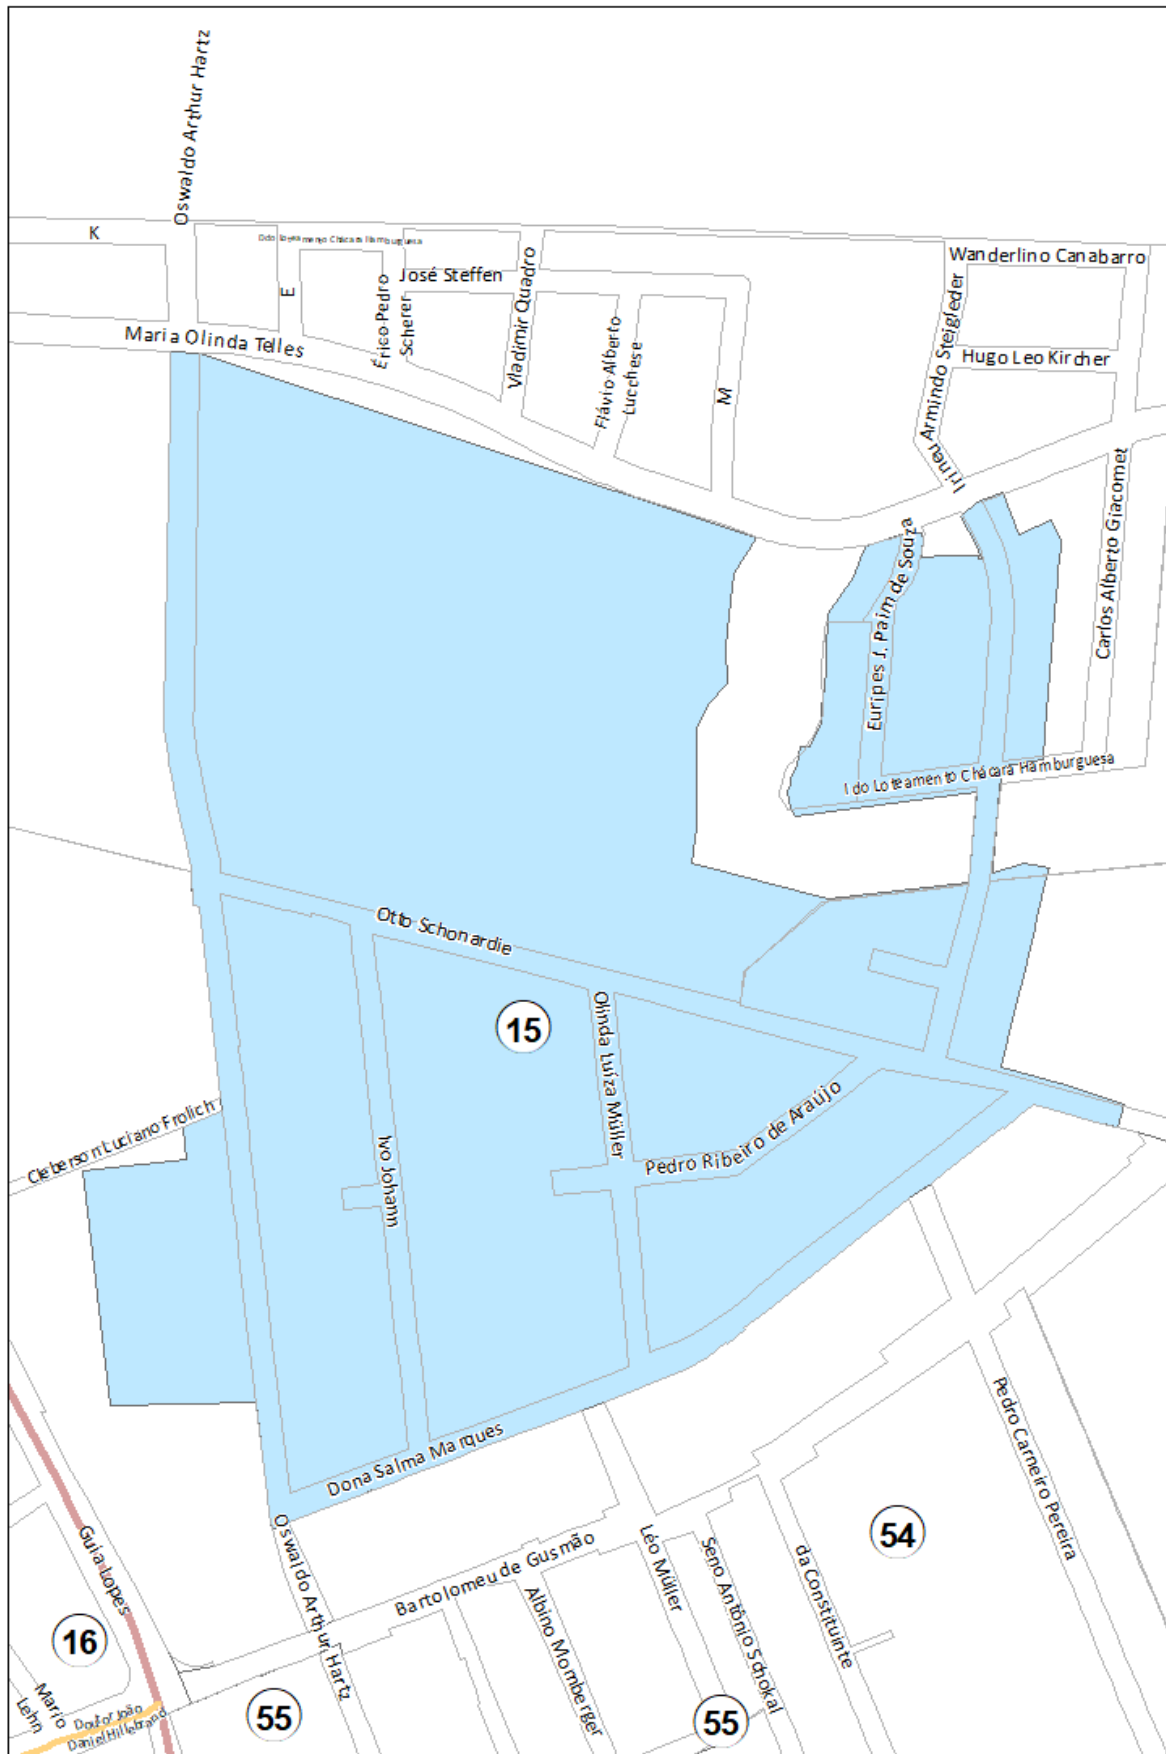 Oswaldo Arthur Hartz
K
Wanderlino Canabarro
José Steffen
E
Érico Pedro
Scherer
Vladimir Quadro
Maria Olinda Telles
Flávio Alberto
Lucchese
M
Irineu Armindo Steigleder
Hugo Leo Kircher
Carlos Alberto Giacomet
Euripes J. Paim de Souza
I do Loteamento Chácara Hamburguesa
Otto Schonardie
15
Olinda Luíza Müller
Pedro Ribeiro de Araújo
Cleberson Luciano Frolich
Ivo Johann
Dona Salma Marques
Pedro Carneiro Pereira
54
Guia Lopes
Oswaldo Arthur Hartz
Bartolomeu de Gusmão
Léo Müller
Seno Antônio Schokal
da Constituinte
Albino Momberger
16
Mario
Lehn
Doutor João
Daniel Hillebrand
55
55